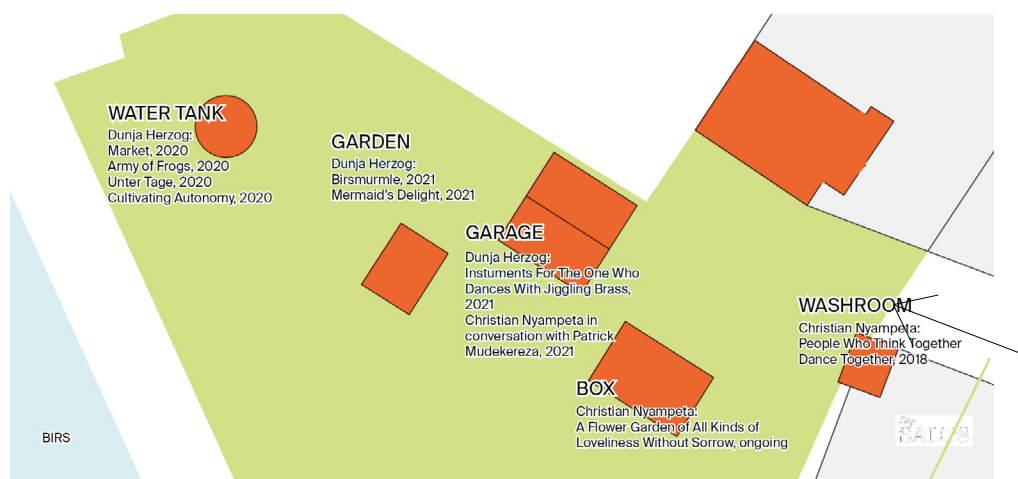 WATER TANK
Dunja Herzog:
Market, 2020
Army of Frogs, 2020
Unter Tage, 2020
Cultivating Autonomy, 2020
GARDEN
Dunja Herzog:
Birsmurmle, 2021
Mermaid's Delight, 2021
GARAGE
Dunja Herzog:
Instuments For The One Who
Dances With Jiggling Brass,
2021
Christian Nyampeta in
conversation with Patrick
Mudekereza, 2021
WASHROOM
Christian Nyampeta:
People Who Think Together
Dance Together, 2018
BOX
Christian Nyampeta:
A Flower Garden of All Kinds of
Loveliness Without Sorrow, ongoing
BIRS